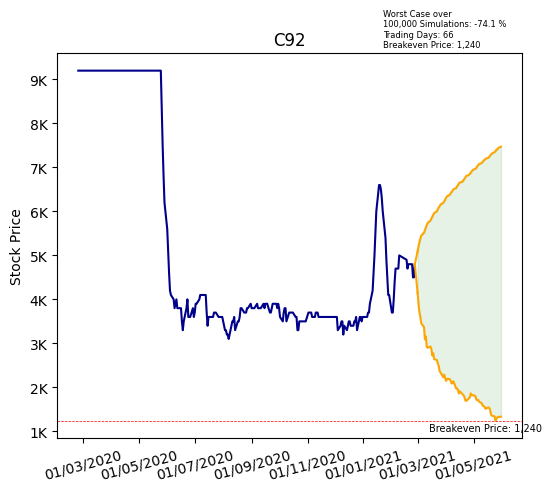 Worst Case over
100,000 Simulations: -74.1 %
Trading Days: 66
Breakeven Price: 1,240
C92
Stock Price
9K
8K
7K
6K
5K
4K
3K
2K
1K
Breakeven Price: 1,240
01/03/2020 01/05/2020 01/07/2020 01/09/2020 01/11/2020 01/01/2021 01/03/2021 01/05/2021